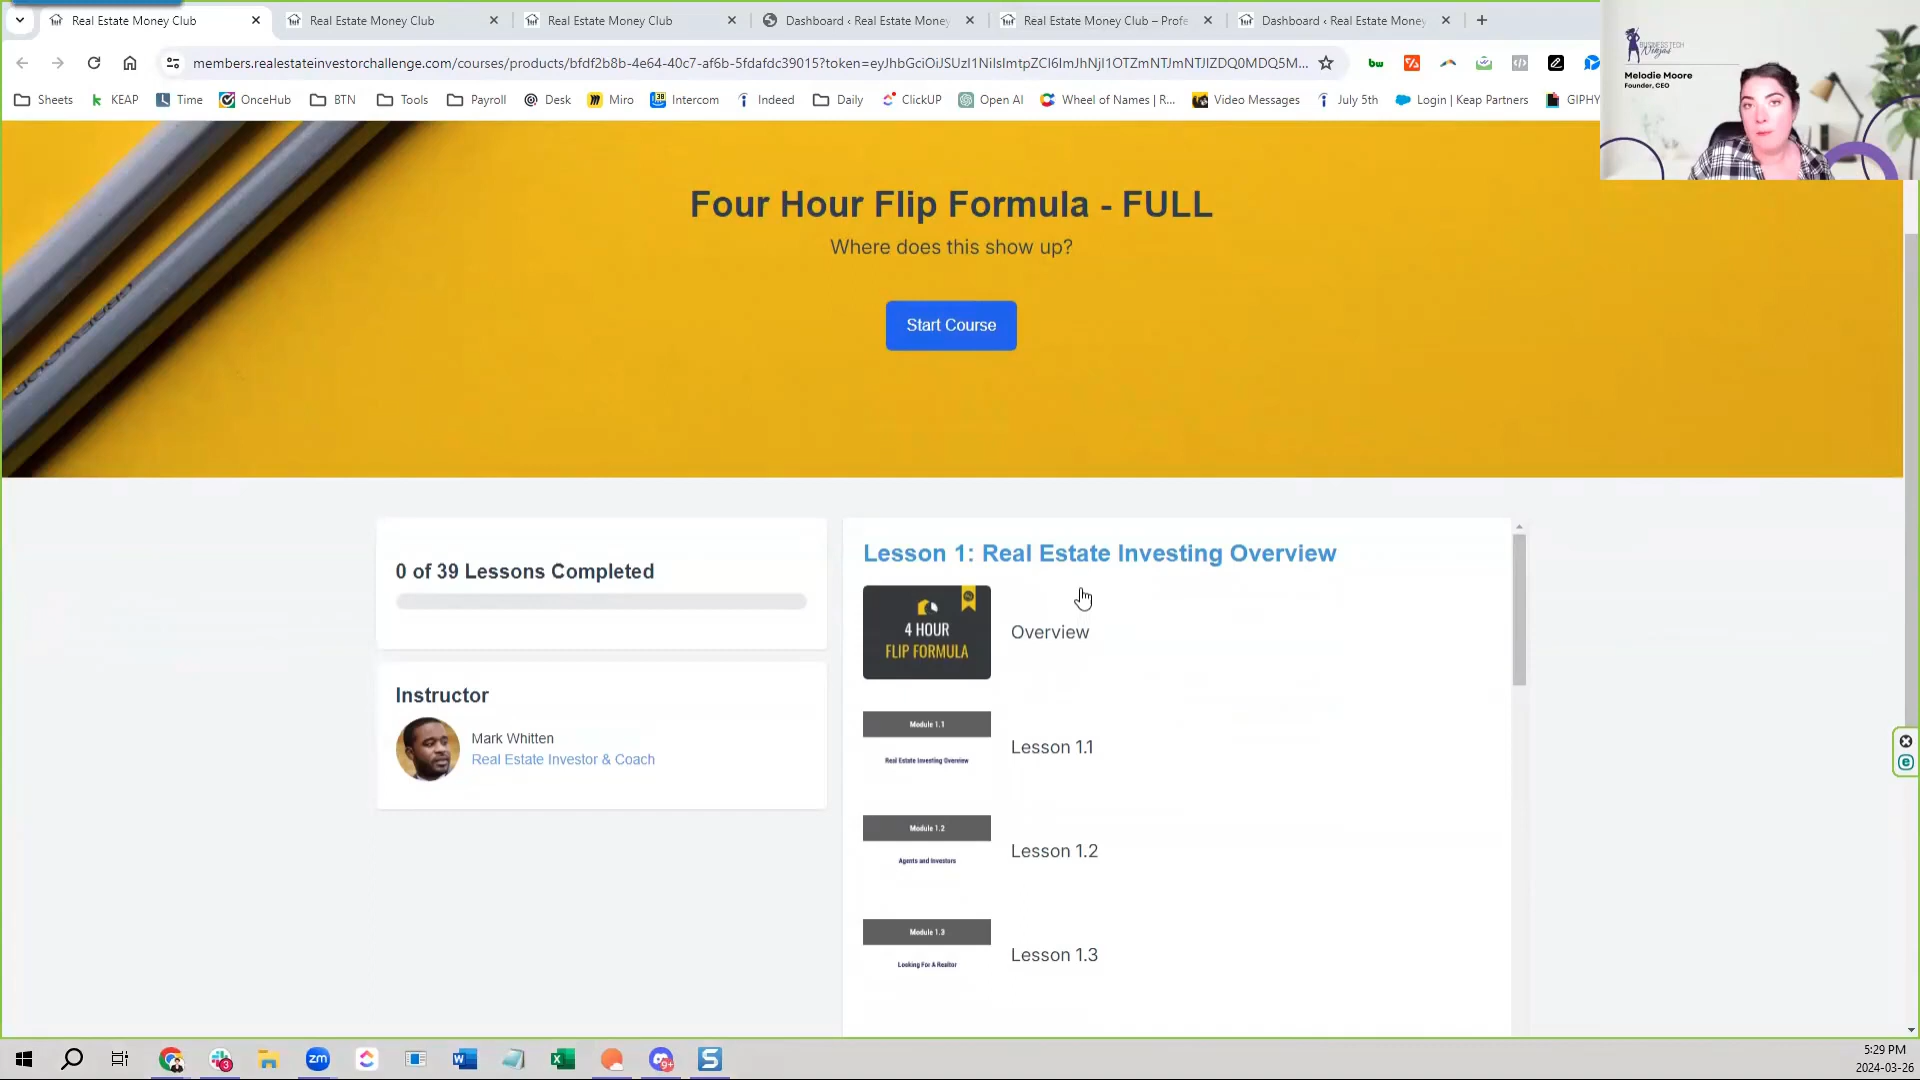 Real Estate Money Club
Real Estate Money Club
Real Estate Money Club
Dashboard ‹ Real Estate Money
Real Estate Money Club – Profe
Dashboard ‹ Real Estate Money
members.realestateinvestorchallenge.com/courses/products/bfdf2b8b-4e64-40c7-af6b-5fdafdc39015?token=eyJhbGciOiJSUzI1NiIsImtpZCI6ImJhNjI1OTZmNTJmNTJlZDQ0MDQ5M...
bw
Sheets
KEAP
Time
OnceHub
BTN
Tools
Payroll
Desk
Miro
Intercom
Indeed
Daily
ClickUP
Open AI
Wheel of Names | R...
Video Messages
July 5th
Login | Keap Partners
GIPHY
BUSINESS TECH
Ninjas
Melodie Moore
Founder, CEO
Four Hour Flip Formula - FULL
Where does this show up?
Start Course
0 of 39 Lessons Completed
Instructor
Mark Whitten
Real Estate Investor & Coach
Lesson 1: Real Estate Investing Overview
4 HOUR
FLIP FORMULA
Overview
Module 1.1
Real Estate Investing Overview
Lesson 1.1
Module 1.2
Agents and Investors
Lesson 1.2
Module 1.3
Looking For A Realtor
Lesson 1.3
3
zm
9+
5:29 PM
2024-03-26